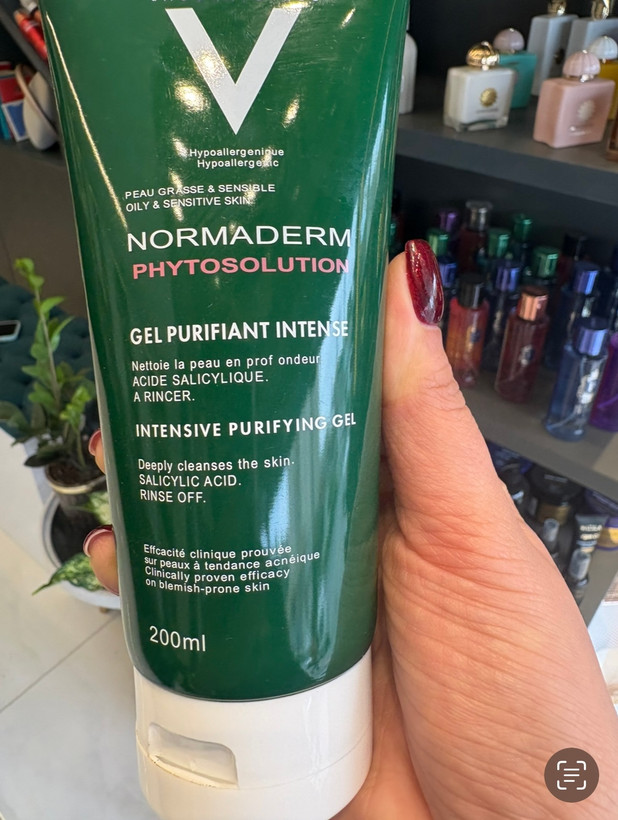 V
Hypoallergenique
Hypoallergenic
PEAU GRASSE & SENSIBLE
OILY & SENSITIVE SKIN
NORMADERM
PHYTOSOLUTION
GEL PURIFIANT INTENSE
Nettoie la peau en prof ondeur
ACIDE SALICYLIQUE.
A RINCER.
INTENSIVE PURIFYING GEL
Deeply cleanses the skin.
SALICYLIC ACID.
RINSE OFF.
Efficacité clinique prouvée
sur peaux à tendance acnéique
Clinically proven efficacy
on blemish-prone skin
200ml